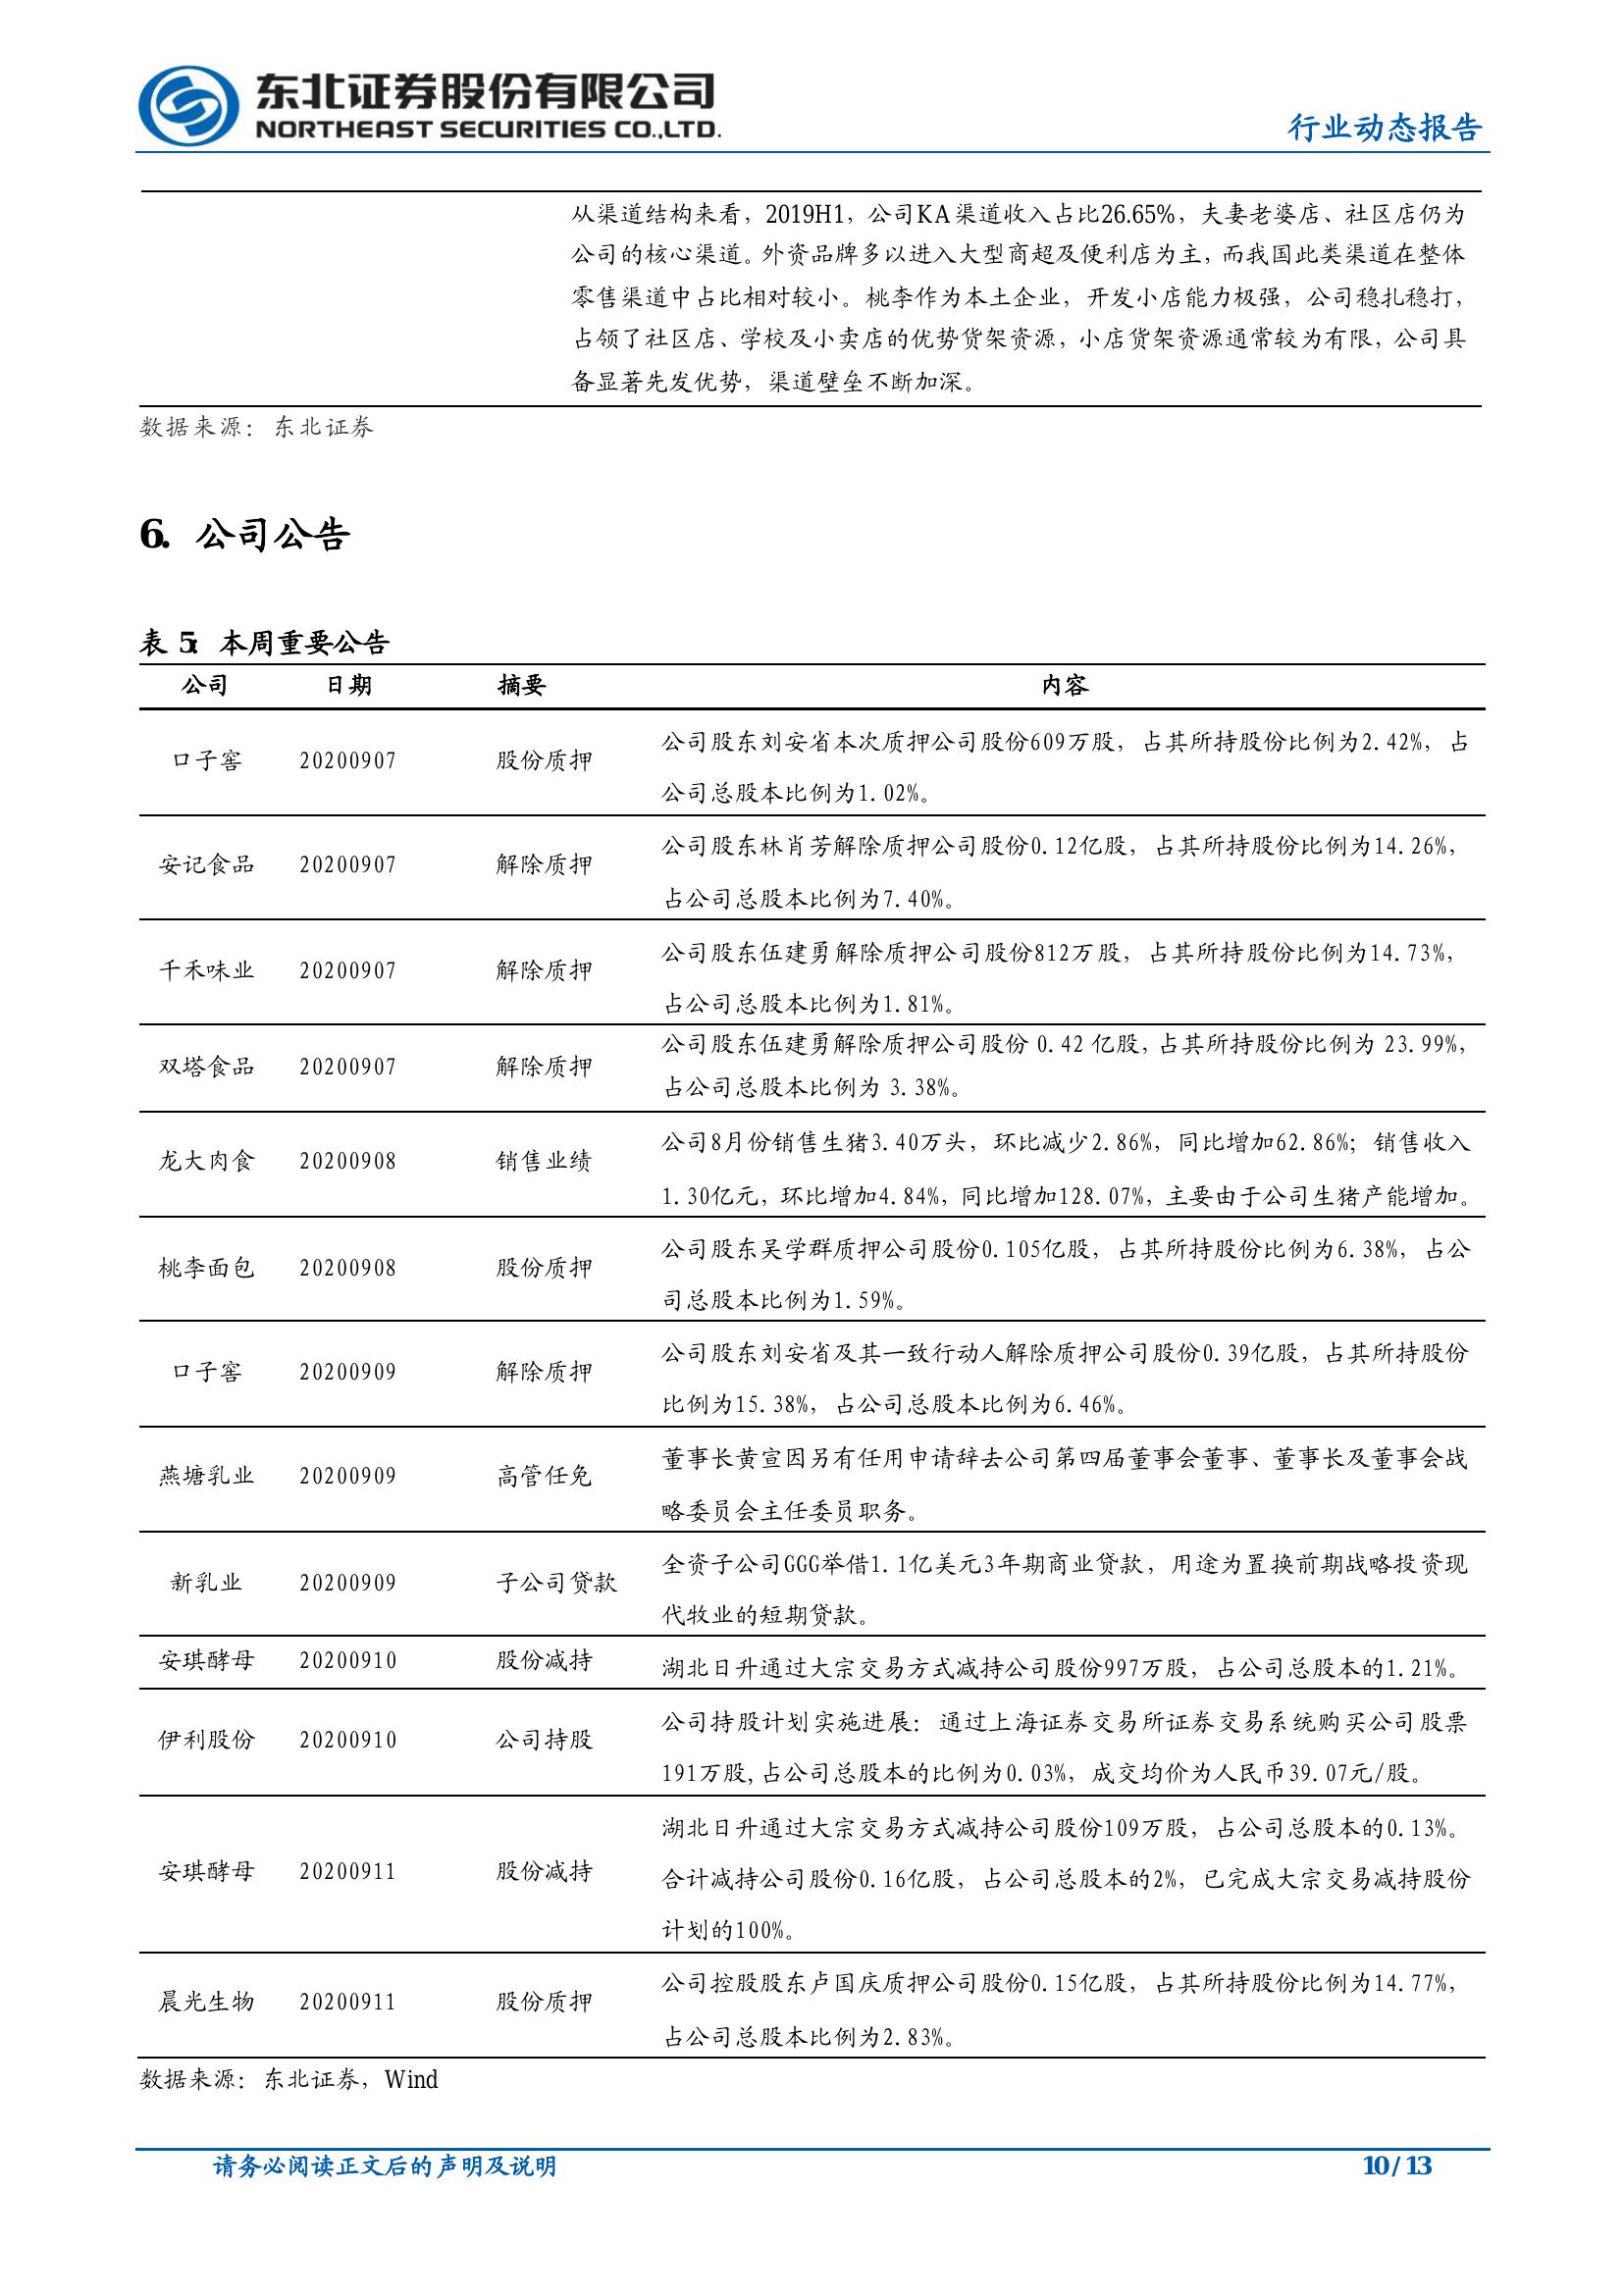 东北证券股份有限公司
NORTHEAST SECURITIES CO.,LTD.
行业动态报告
从渠道结构来看，2019H1，公司KA渠道收入占比26.65%，夫妻老婆店、社区店仍为
公司的核心渠道。外资品牌多以进入大型商超及便利店为主，而我国此类渠道在整体
零售渠道中占比相对较小。桃李作为本土企业，开发小店能力极强，公司稳扎稳打，
占领了社区店、学校及小卖店的优势货架资源，小店货架资源通常较为有限，公司具
备显著先发优势，渠道壁垒不断加深。
数据来源：东北证券
6. 公司公告
表 5：本周重要公告
公司 日期 摘要 内容
口子窖 20200907 股份质押 公司股东刘安省本次质押公司股份609万股，占其所持股份比例为2.42%，占
公司总股本比例为1.02%。
安记食品 20200907 解除质押 公司股东林肖芳解除质押公司股份0.12亿股，占其所持股份比例为14.26%，
占公司总股本比例为7.40%。
千禾味业 20200907 解除质押 公司股东伍建勇解除质押公司股份812万股，占其所持股份比例为14.73%，
占公司总股本比例为1.81%。
双塔食品 20200907 解除质押 公司股东伍建勇解除质押公司股份 0.42 亿股，占其所持股份比例为 23.99%，
占公司总股本比例为 3.38%。
龙大肉食 20200908 销售业绩 公司8月份销售生猪3.40万头，环比减少2.86%，同比增加62.86%；销售收入
1.30亿元，环比增加4.84%，同比增加128.07%，主要由于公司生猪产能增加。
桃李面包 20200908 股份质押 公司股东吴学群质押公司股份0.105亿股，占其所持股份比例为6.38%，占公
司总股本比例为1.59%。
口子窖 20200909 解除质押 公司股东刘安省及其一致行动人解除质押公司股份0.39亿股，占其所持股份
比例为15.38%，占公司总股本比例为6.46%。
燕塘乳业 20200909 高管任免 董事长黄宣因另有任用申请辞去公司第四届董事会董事、董事长及董事会战
略委员会主任委员职务。
新乳业 20200909 子公司贷款 全资子公司GGG举借1.1亿美元3年期商业贷款，用途为置换前期战略投资现
代牧业的短期贷款。
安琪酵母 20200910 股份减持 湖北日升通过大宗交易方式减持公司股份997万股，占公司总股本的1.21%。
伊利股份 20200910 公司持股 公司持股计划实施进展：通过上海证券交易所证券交易系统购买公司股票
191万股,占公司总股本的比例为0.03%，成交均价为人民币39.07元/股。
安琪酵母 20200911 股份减持 湖北日升通过大宗交易方式减持公司股份109万股，占公司总股本的0.13%。
合计减持公司股份0.16亿股，占公司总股本的2%，已完成大宗交易减持股份
计划的100%。
晨光生物 20200911 股份质押 公司控股股东卢国庆质押公司股份0.15亿股，占其所持股份比例为14.77%，
占公司总股本比例为2.83%。
数据来源：东北证券，Wind
请务必阅读正文后的声明及说明
10 / 13